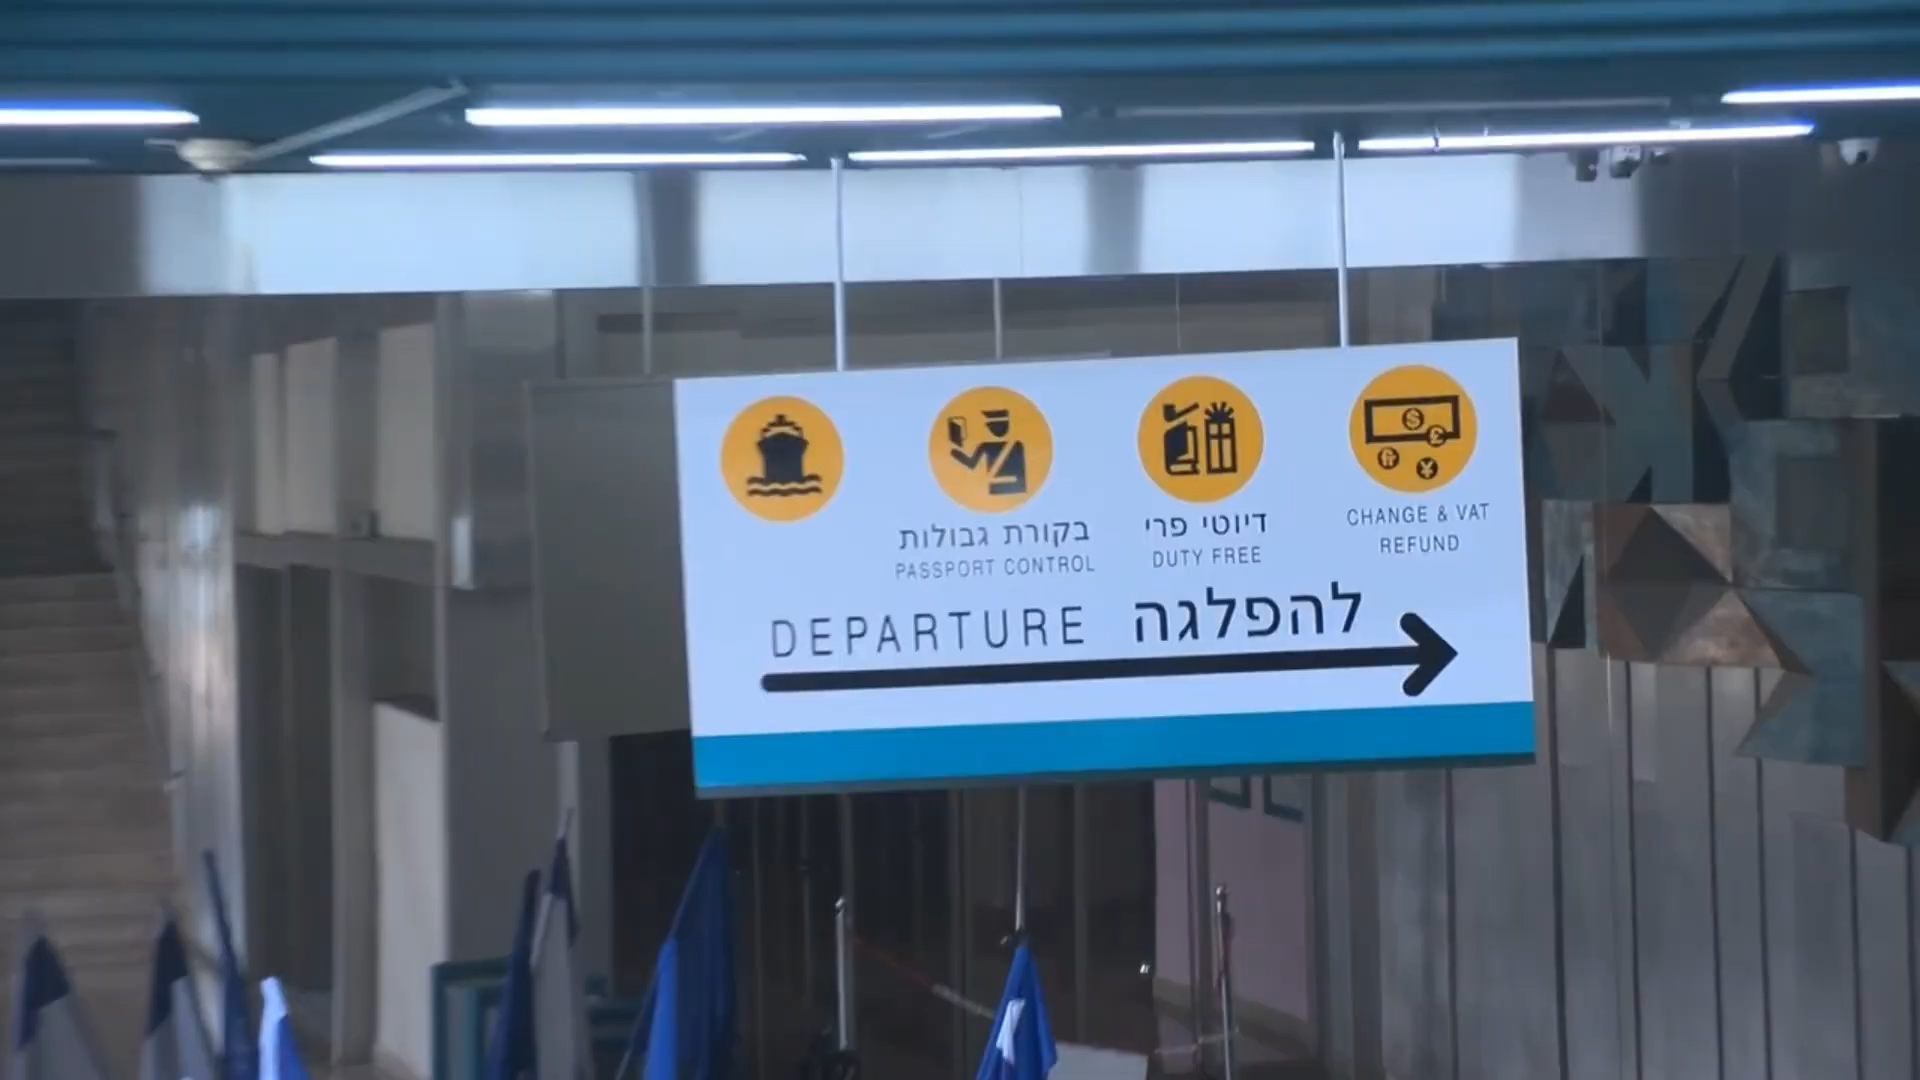 בקורת גבולות
PASSPORT CONTROL
דיוטי פרי
DUTY FREE
CHANGE & VAT
REFUND
DEPARTURE להפלגה